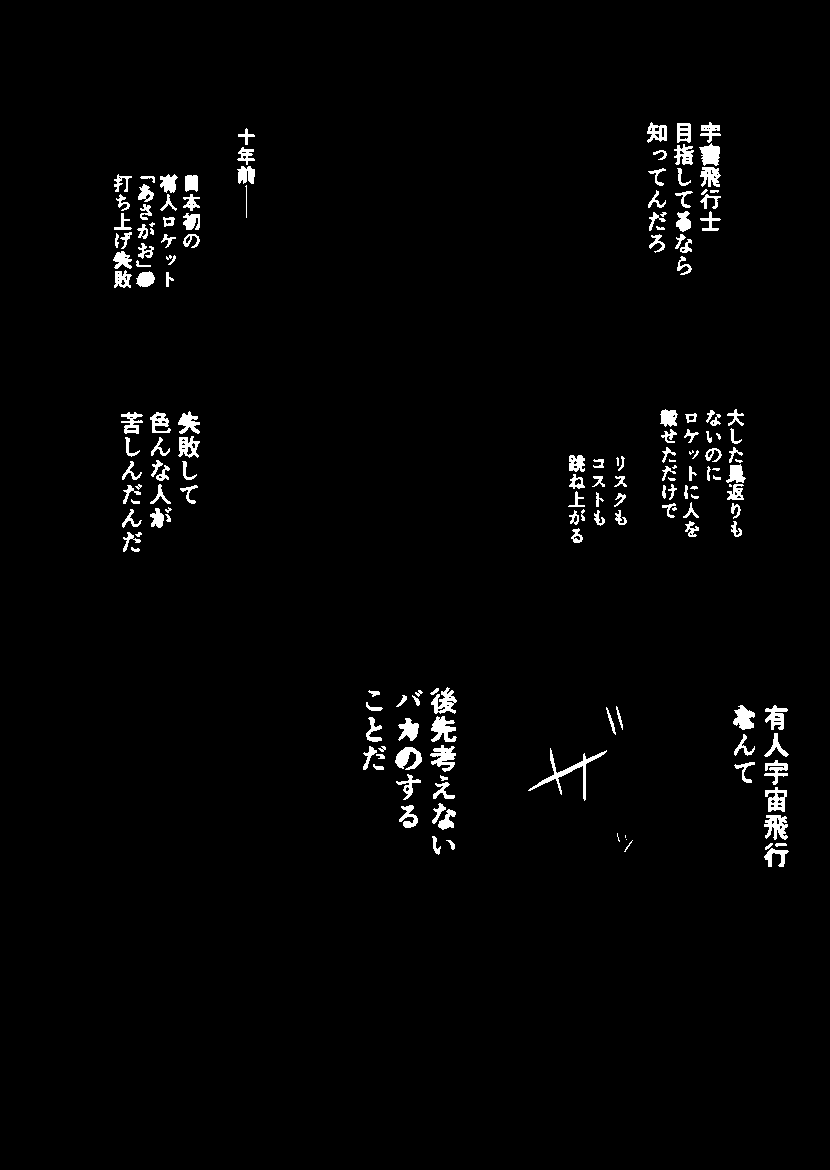 宇宙飛行士
目指してるなら
知ってんだろ
十年前――
日本初の
有人ロケット
「あさがお」の
打ち上げ失敗
大した見返りも
ないのに
ロケットに人を
載せただけで
リスクも
コストも
跳ね上がる
失敗して
色んな人が
苦しんだんだ
有人宇宙飛行
なんて
ザッ
後先考えない
バカのする
ことだ